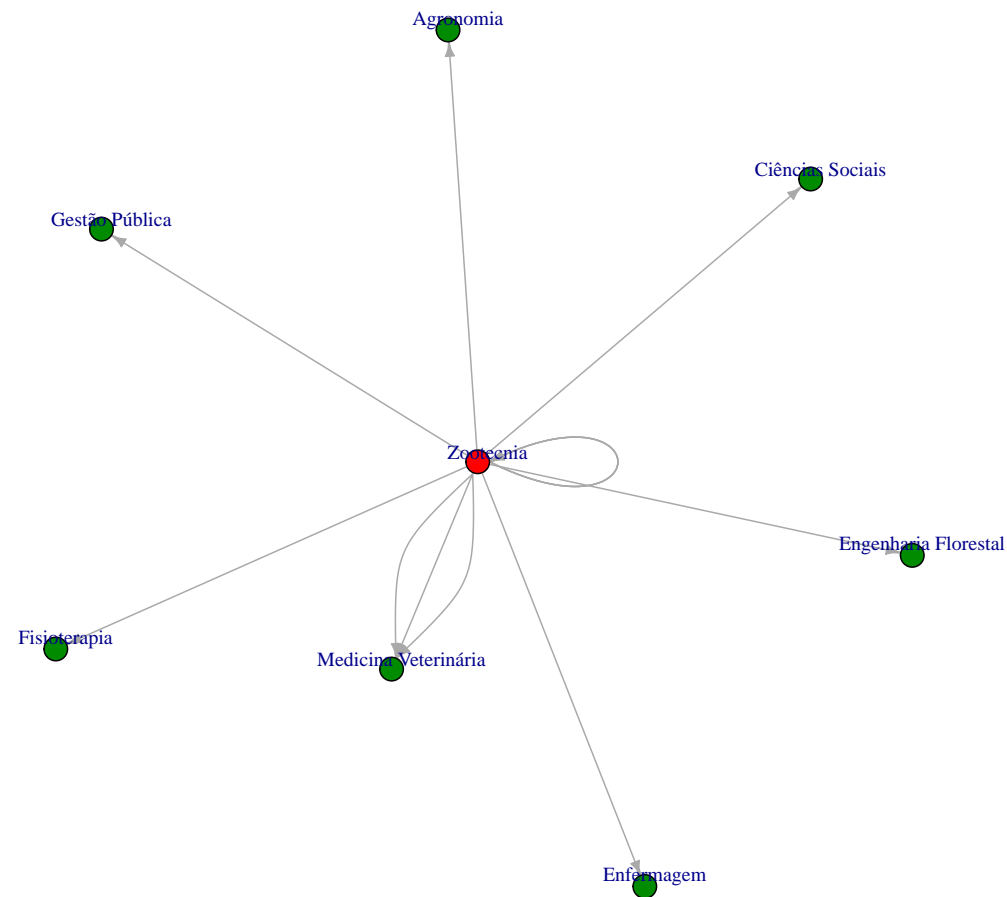 Agronomia
Ciências Sociais
Gestão Pública
Zootecnia
Engenharia Florestal
Fisioterapia
Medicina Veterinária
Enfermagem